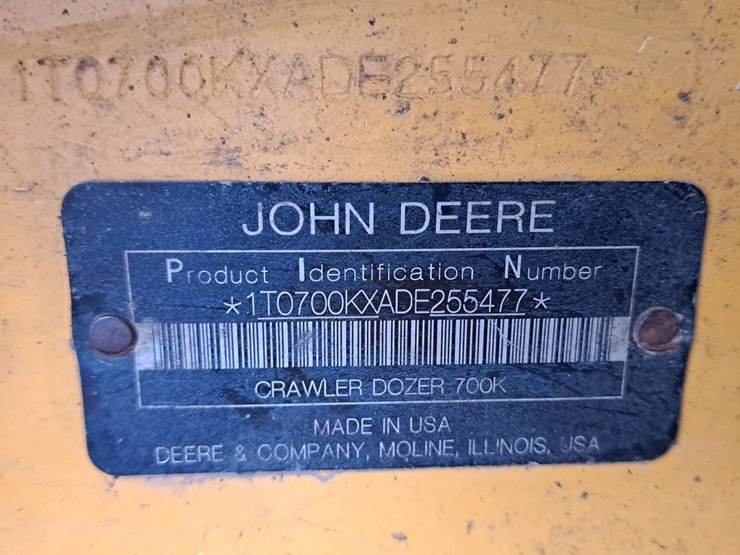 1T0700KXADE255477
JOHN DEERE
Product Identification Number
*1T0700KXADE255477*
CRAWLER DOZER 700K
MADE IN USA
DEERE & COMPANY, MOLINE, ILLINOIS, USA